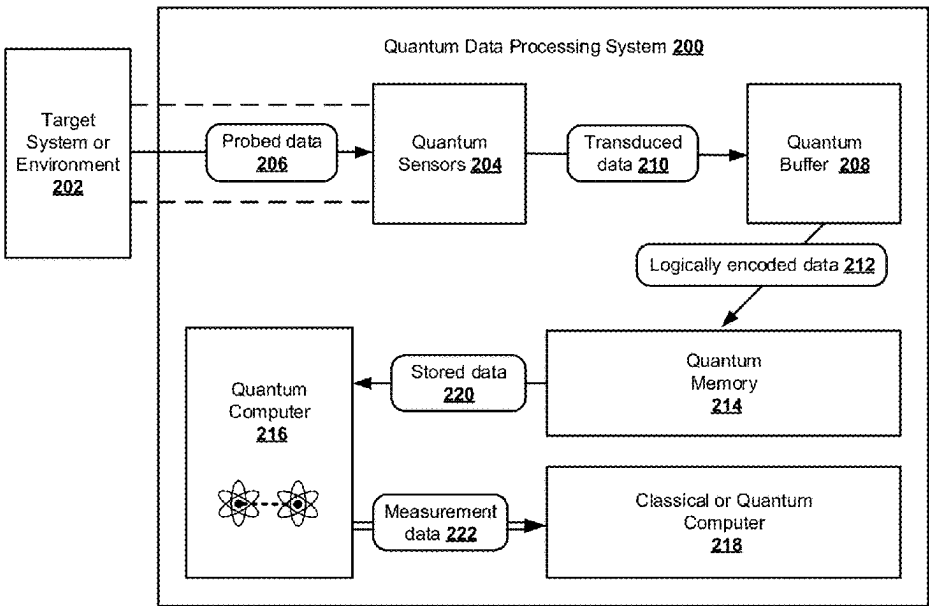 Quantum Data Processing System 200
Target
System or
Environment
202
Probed data
206
Quantum
Sensors 204
Transduced
data 210
Quantum
Buffer 208
Logically encoded data 212
Quantum
Computer
216
Stored data
220
Quantum
Memory
214
Measurement
data 222
Classical or Quantum
Computer
218